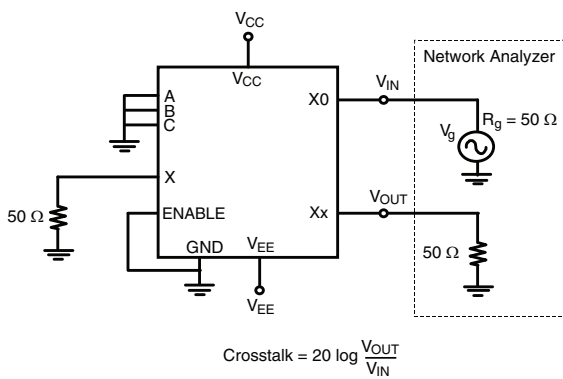 VCC
VCC
Network Analyzer
A
B
C
X0
VIN
Vg
Rg = 50 Ω
X
50 Ω
ENABLE
Xx
VOUT
50 Ω
GND
VEE
VEE
Crosstalk = 20 log VOUT
VIN